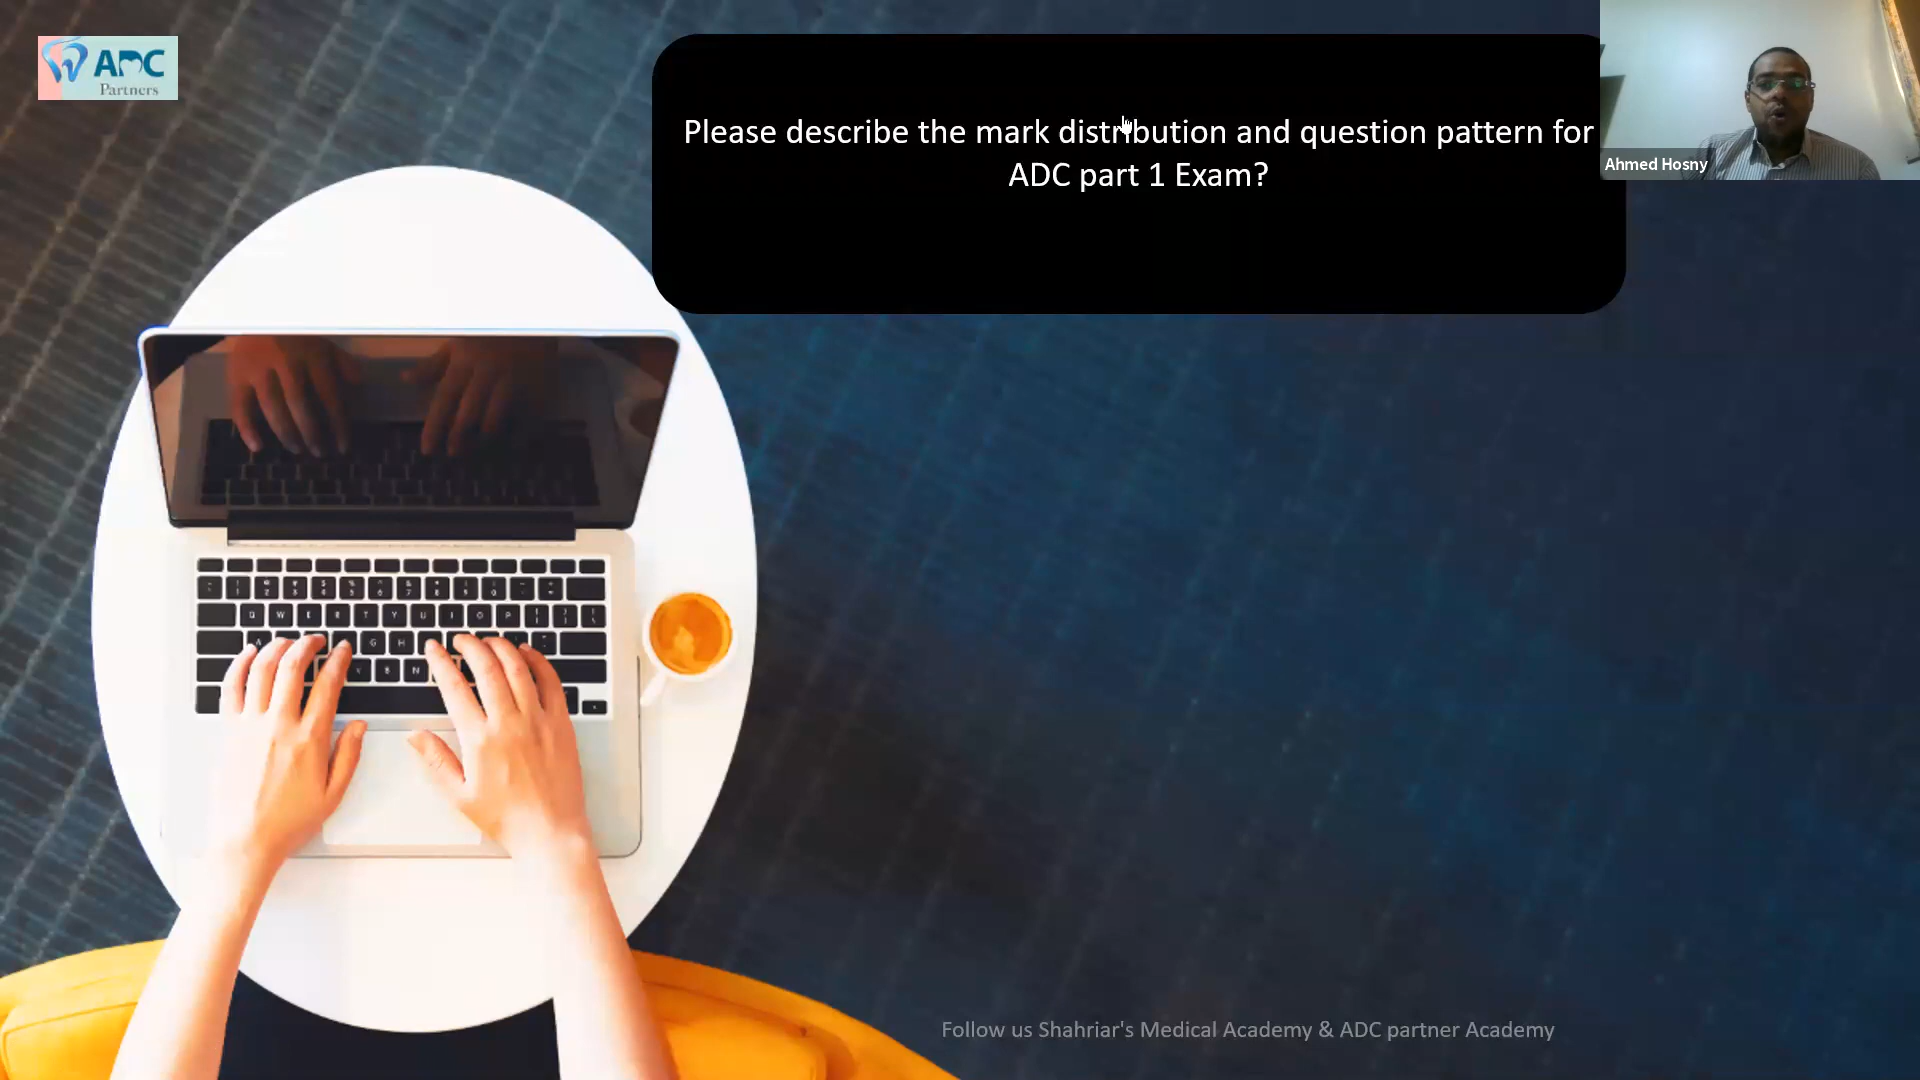 ADC
Partners
Please describe the mark distribution and question pattern for
ADC part 1 Exam?
Ahmed Hosny
Follow us Shahriar's Medical Academy & ADC partner Academy